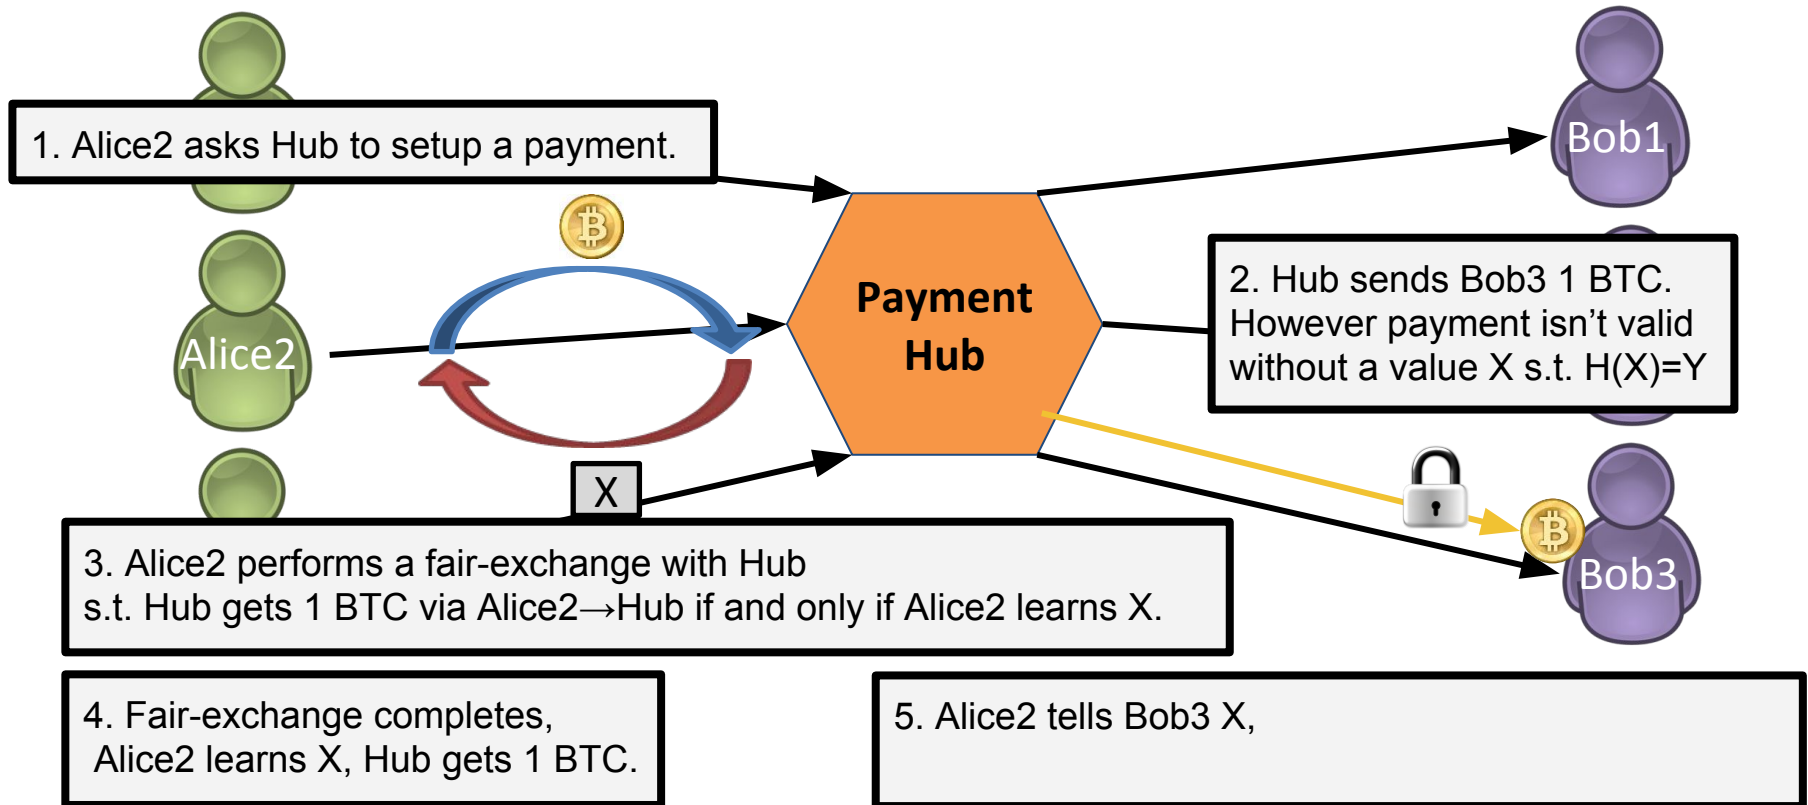 1. Alice2 asks Hub to setup a payment.
Bob1
Alice2
Payment
Hub
2. Hub sends Bob3 1 BTC.
However payment isn’t valid
without a value X s.t. H(X)=Y
X
3. Alice2 performs a fair-exchange with Hub
s.t. Hub gets 1 BTC via Alice2→Hub if and only if Alice2 learns X.
Bob3
4. Fair-exchange completes,
Alice2 learns X, Hub gets 1 BTC.
5. Alice2 tells Bob3 X,